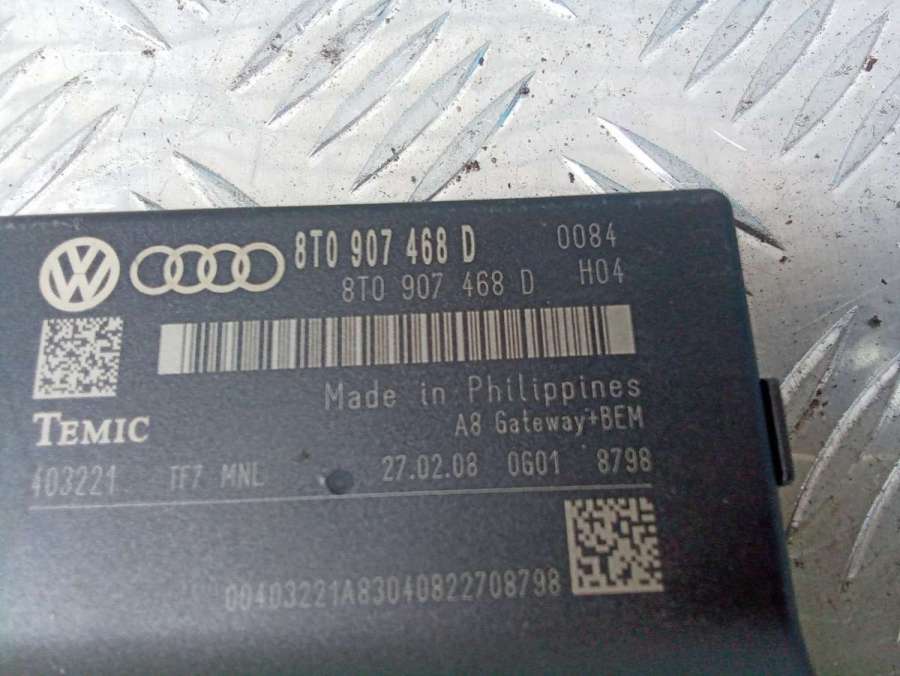 8T0 907 468 D 0084
8T0 907 468 D H04
Made in Philippines
TEMIC
A8 Gateway+BEM
403221 TF7 MNL 27.02.08 0G01 8798
00403221A83040822708798